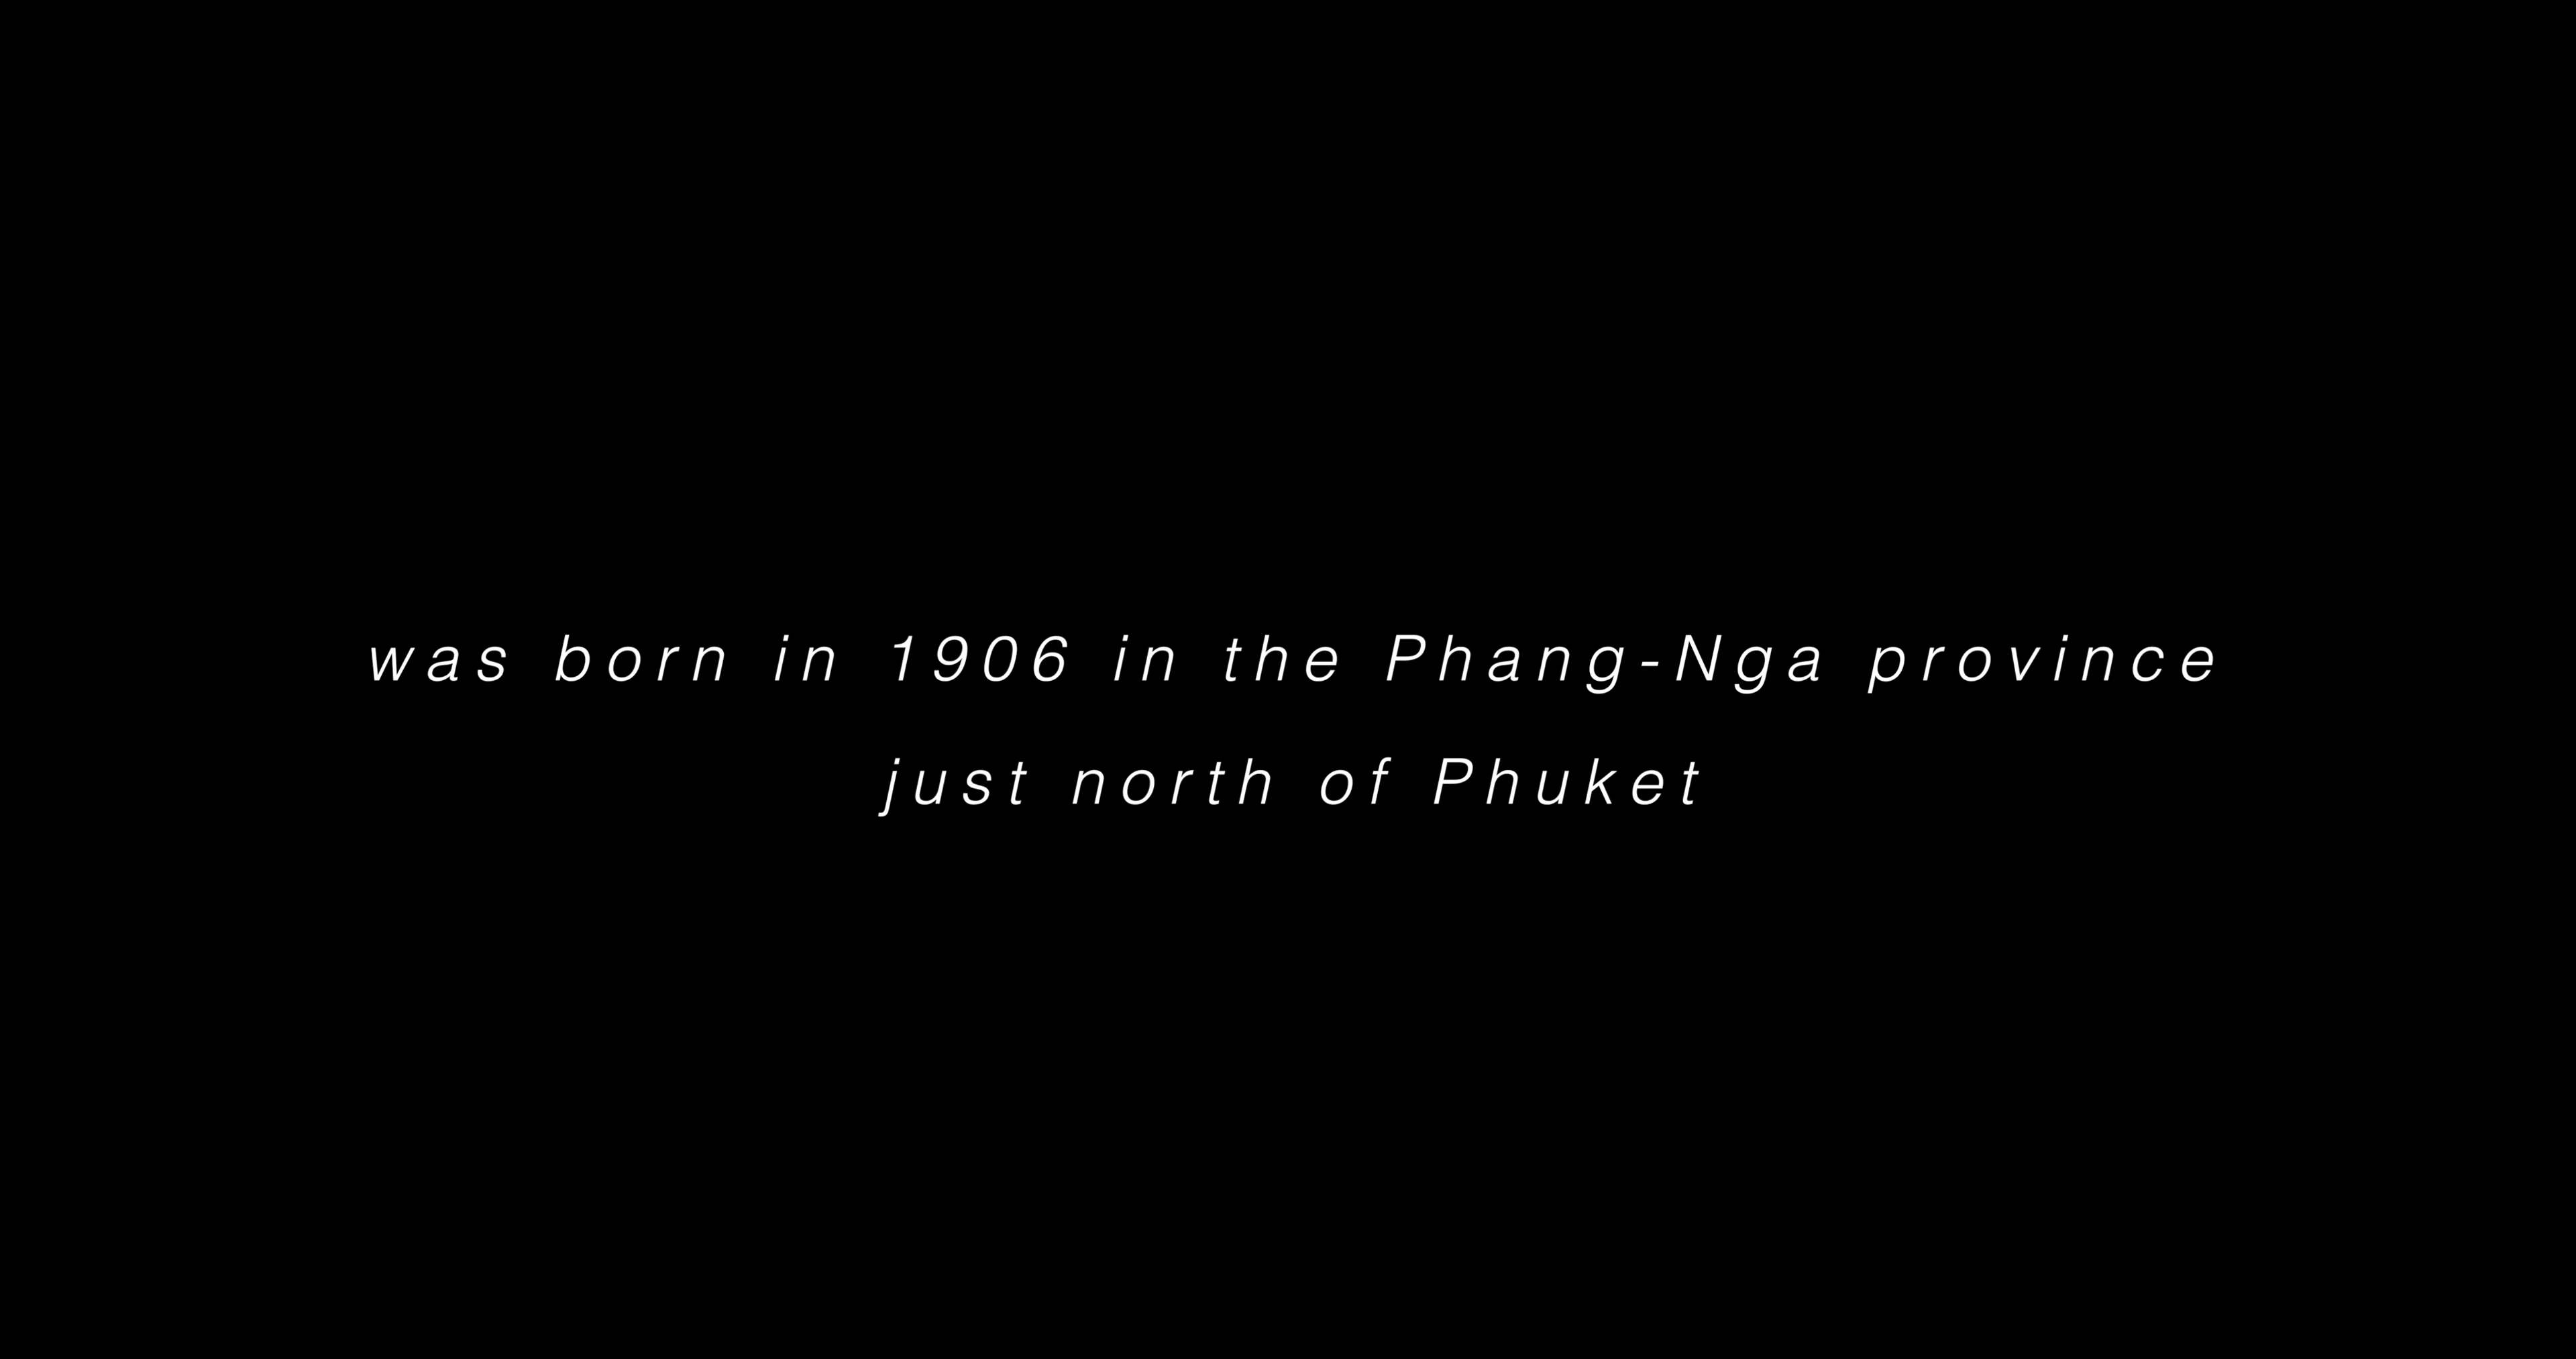 was born in 1906 in the Phang-Nga province
just north of Phuket